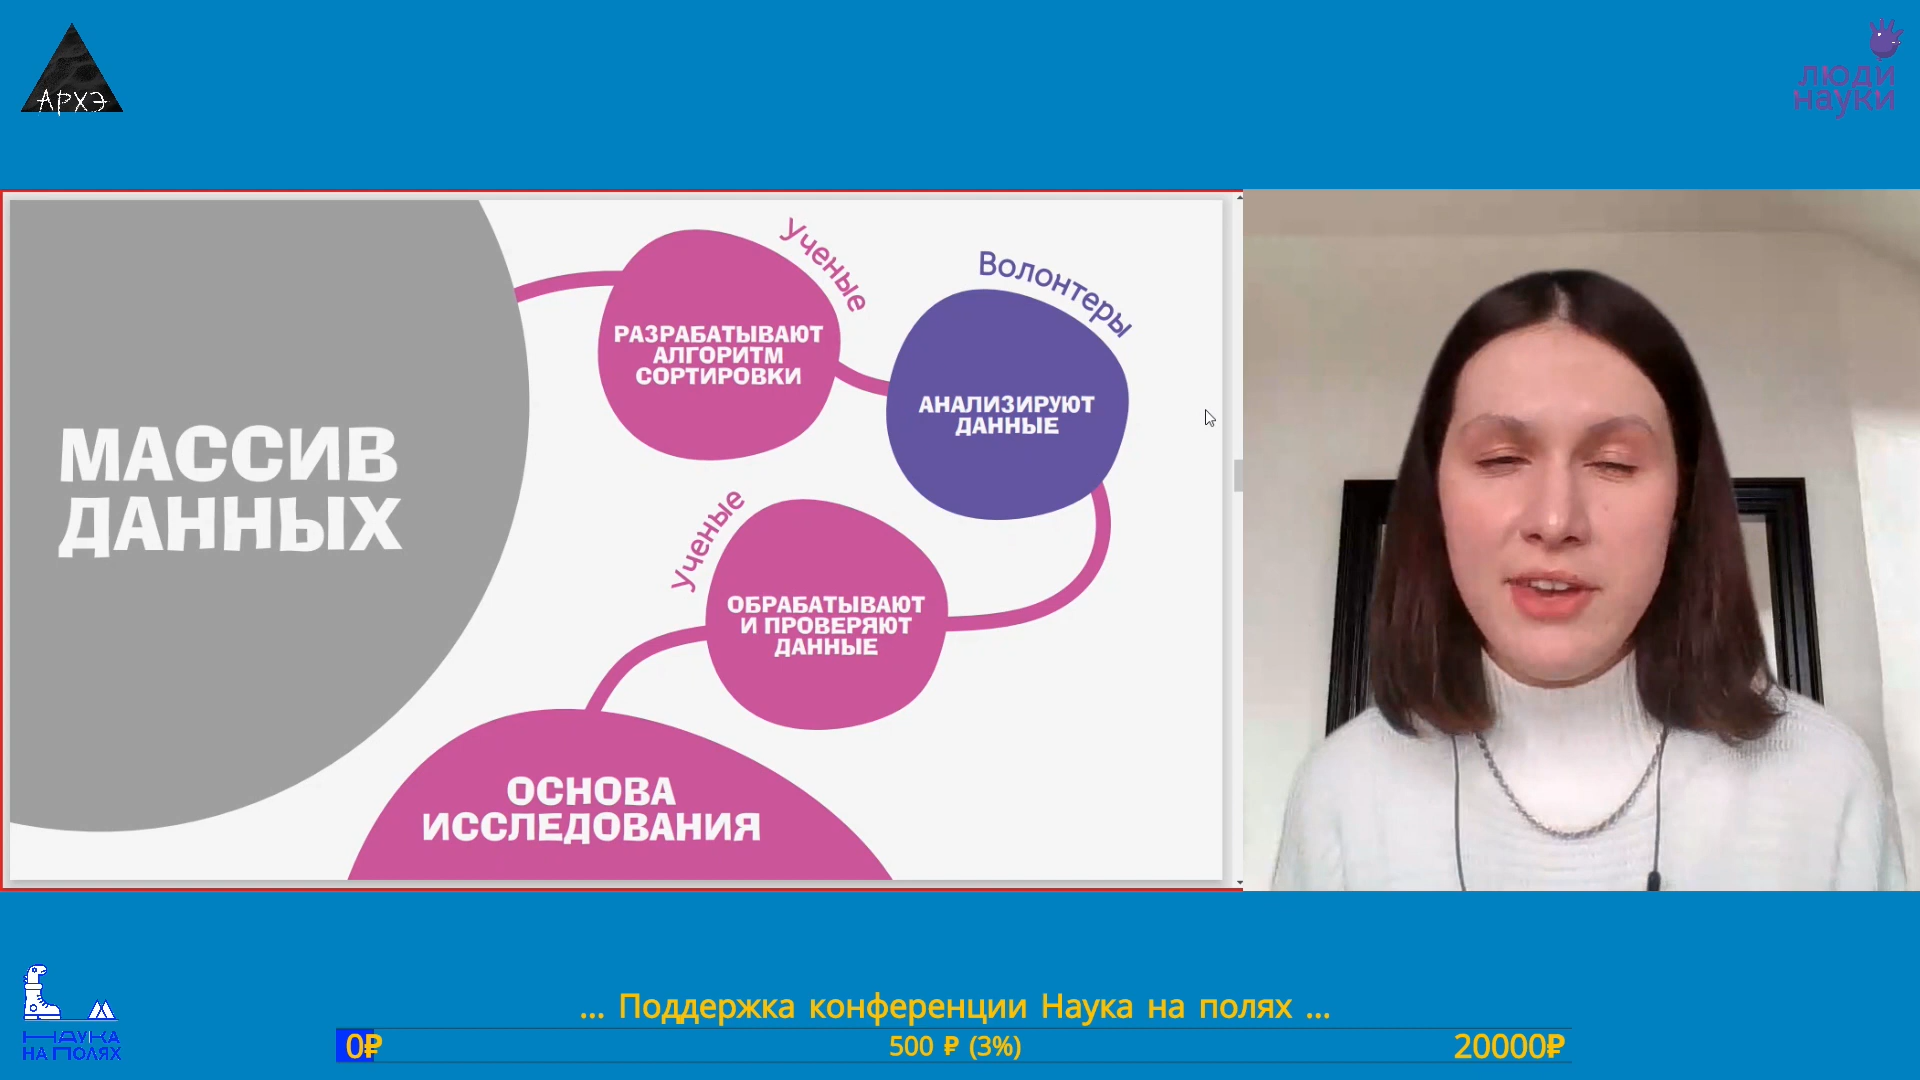 АРХЭ
ЛЮДИ
НАУКИ
МАССИВ
ДАННЫХ
Ученые
РАЗРАБАТЫВАЮТ
АЛГОРИТМ
СОРТИРОВКИ
Волонтеры
АНАЛИЗИРУЮТ
ДАННЫЕ
Ученые
ОБРАБАТЫВАЮТ
И ПРОВЕРЯЮТ
ДАННЫЕ
ОСНОВА
ИССЛЕДОВАНИЯ
НАУКА
НА ПОЛЯХ
... Поддержка конференции Наука на полях ...
0₽ 500 ₽ (3%) 20000₽